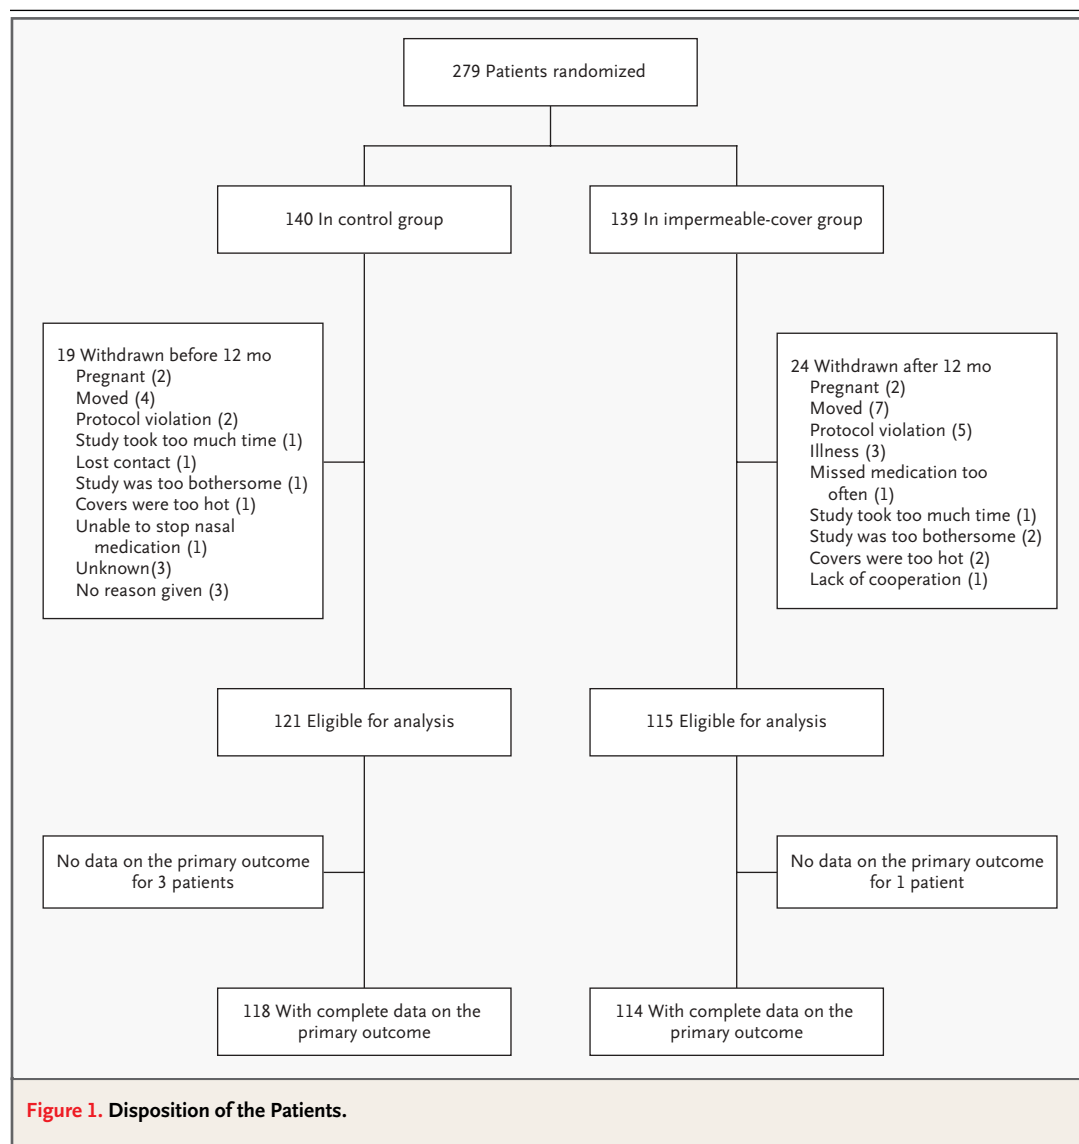 279 Patients randomized
140 In control group
139 In impermeable-cover group
19 Withdrawn before 12 mo
Pregnant (2)
Moved (4)
Protocol violation (2)
Study took too much time (1)
Lost contact (1)
Study was too bothersome (1)
Covers were too hot (1)
Unable to stop nasal
medication (1)
Unknown(3)
No reason given (3)
24 Withdrawn after 12 mo
Pregnant (2)
Moved (7)
Protocol violation (5)
Illness (3)
Missed medication too
often (1)
Study took too much time (1)
Study was too bothersome (2)
Covers were too hot (2)
Lack of cooperation (1)
121 Eligible for analysis
115 Eligible for analysis
No data on the primary outcome
for 3 patients
No data on the primary outcome
for 1 patient
118 With complete data on the
primary outcome
114 With complete data on the
primary outcome
Figure 1. Disposition of the Patients.